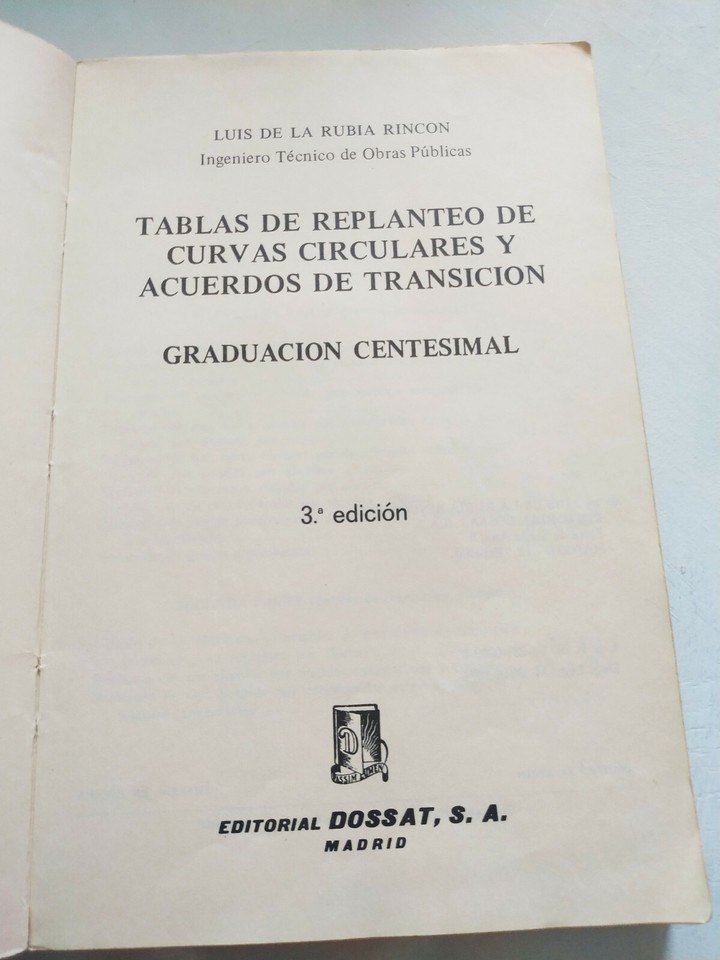 LUIS DE LA RUBIA RINCON
Ingeniero Técnico de Obras Públicas
TABLAS DE REPLANTEO DE
CURVAS CIRCULARES Y
ACUERDOS DE TRANSICION
GRADUACION CENTESIMAL
3.ª edición
D
EDITORIAL DOSSAT, S. A.
MADRID